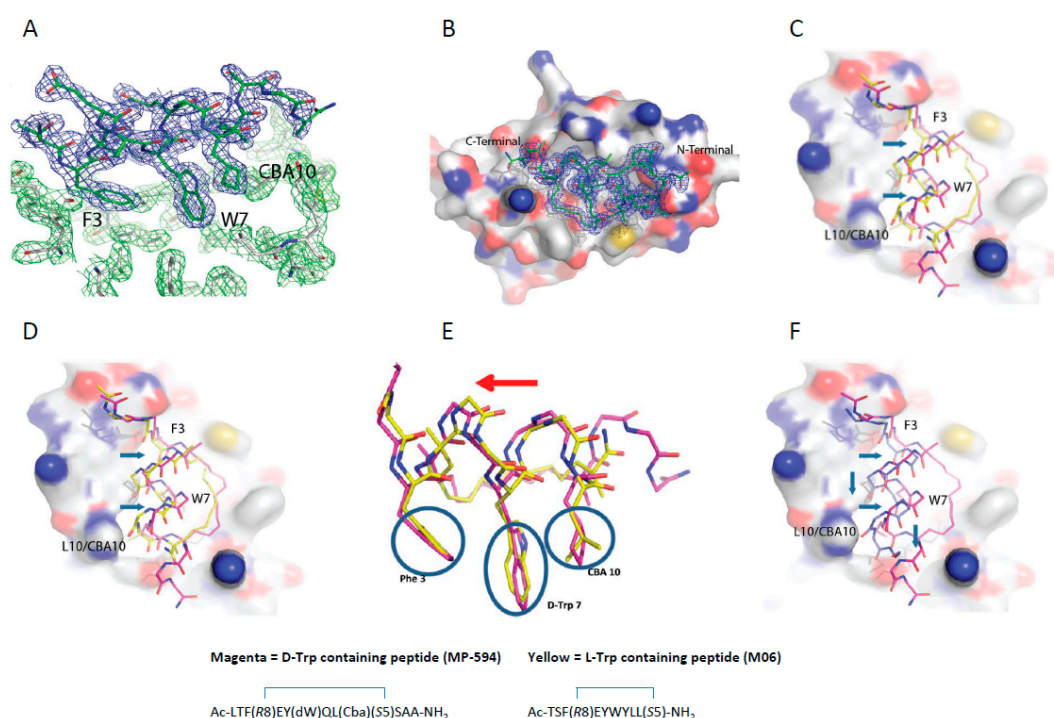 A
B
C
F3
W7
CBA10
C-Terminal
N-Terminal
F3
W7
L10/CBA10
D
E
F
F3
W7
L10/CBA10
Phe 3
D-Trp 7
CBA 10
F3
W7
L10/CBA10
Magenta = D-Trp containing peptide (MP-594)
Yellow = L-Trp containing peptide (M06)
Ac-LTF(R8)EY(dW)QL(Cba)(S5)SAA-NH₂
Ac-TSF(R8)EYWYLL(S5)-NH₂